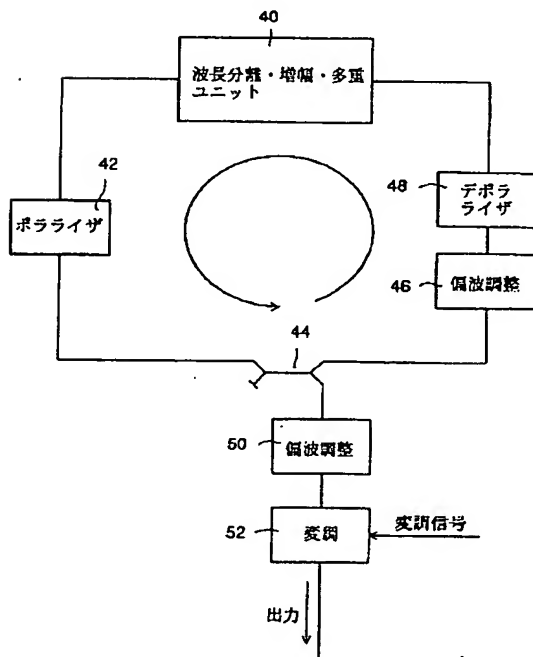 40
波長分離・増幅・多重
ユニット
42
ポラライザ
48
デポラ
ライザ
46
偏波調整
44
50
偏波調整
52
変調
変調信号
出力